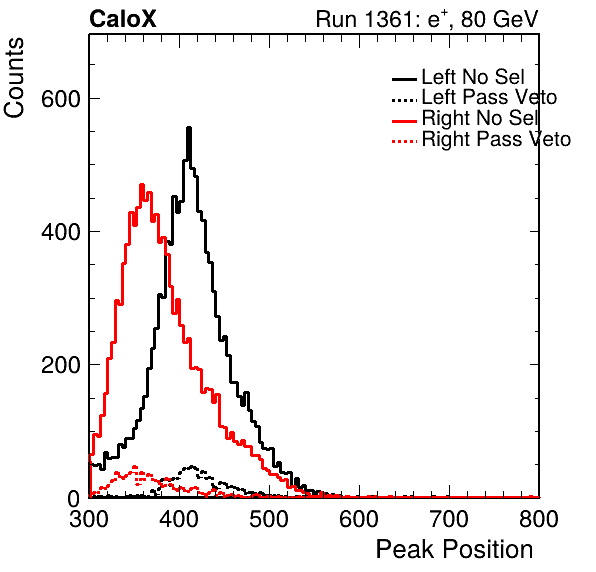 CaloX Run 1361: e+, 80 GeV
Counts
Left No Sel
Left Pass Veto
Right No Sel
Right Pass Veto
600
400
200
0
300 400 500 600 700 800
Peak Position